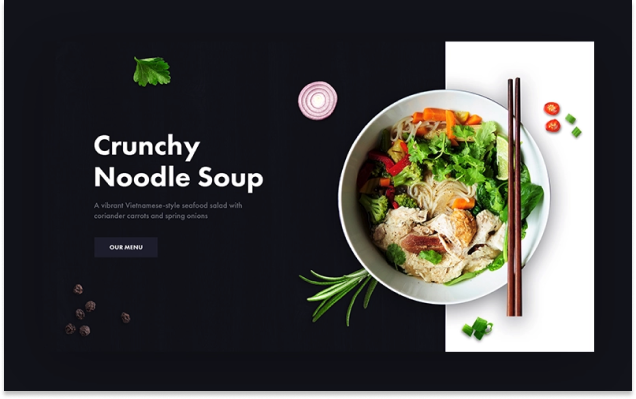 Crunchy
Noodle Soup
A vibrant Vietnamese-style seafood salad with
coriander carrots and spring onions
OUR MENU